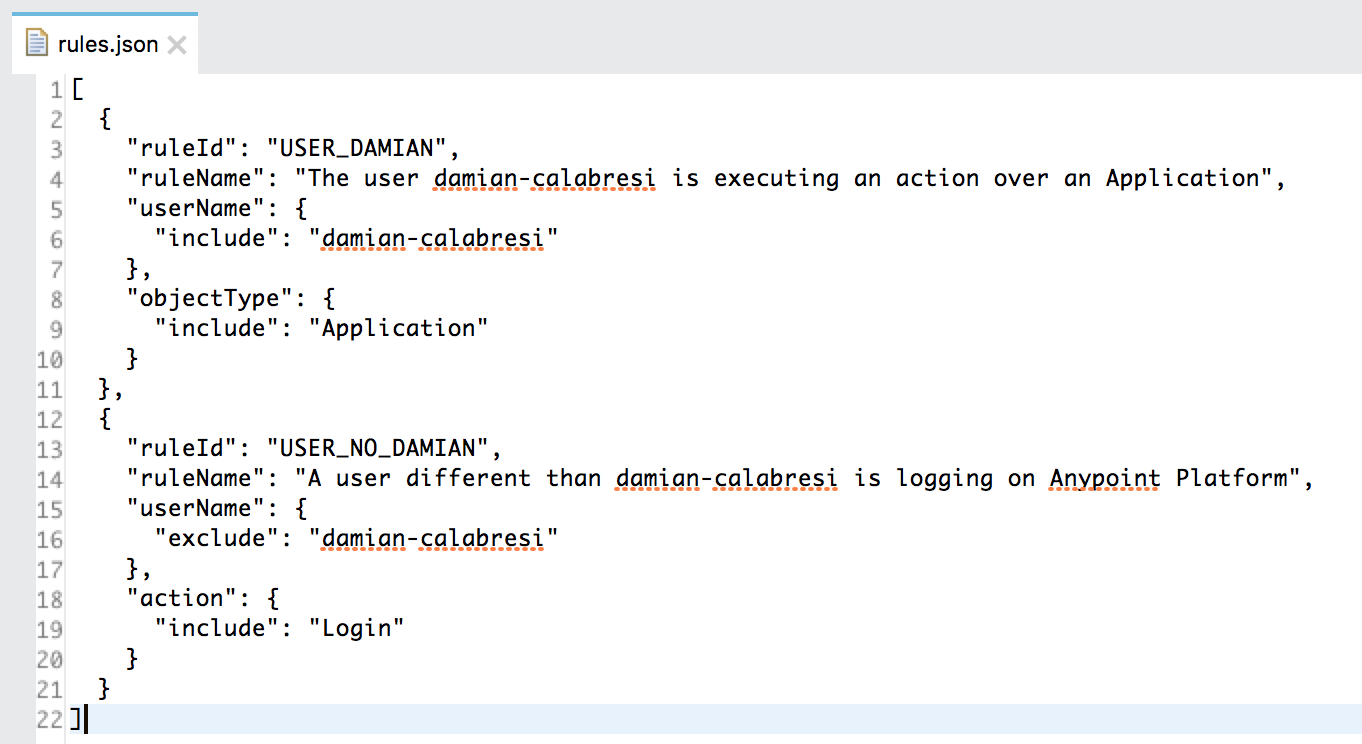 rules.json
1 [
2   {
3     "ruleId": "USER_DAMIAN",
4     "ruleName": "The user damian-calabresi is executing an action over an Application",
5     "userName": {
6       "include": "damian-calabresi"
7     },
8     "objectType": {
9       "include": "Application"
10     }
11   },
12   {
13     "ruleId": "USER_NO_DAMIAN",
14     "ruleName": "A user different than damian-calabresi is logging on Anypoint Platform",
15     "userName": {
16       "exclude": "damian-calabresi"
17     },
18     "action": {
19       "include": "Login"
20     }
21   }
22 ]